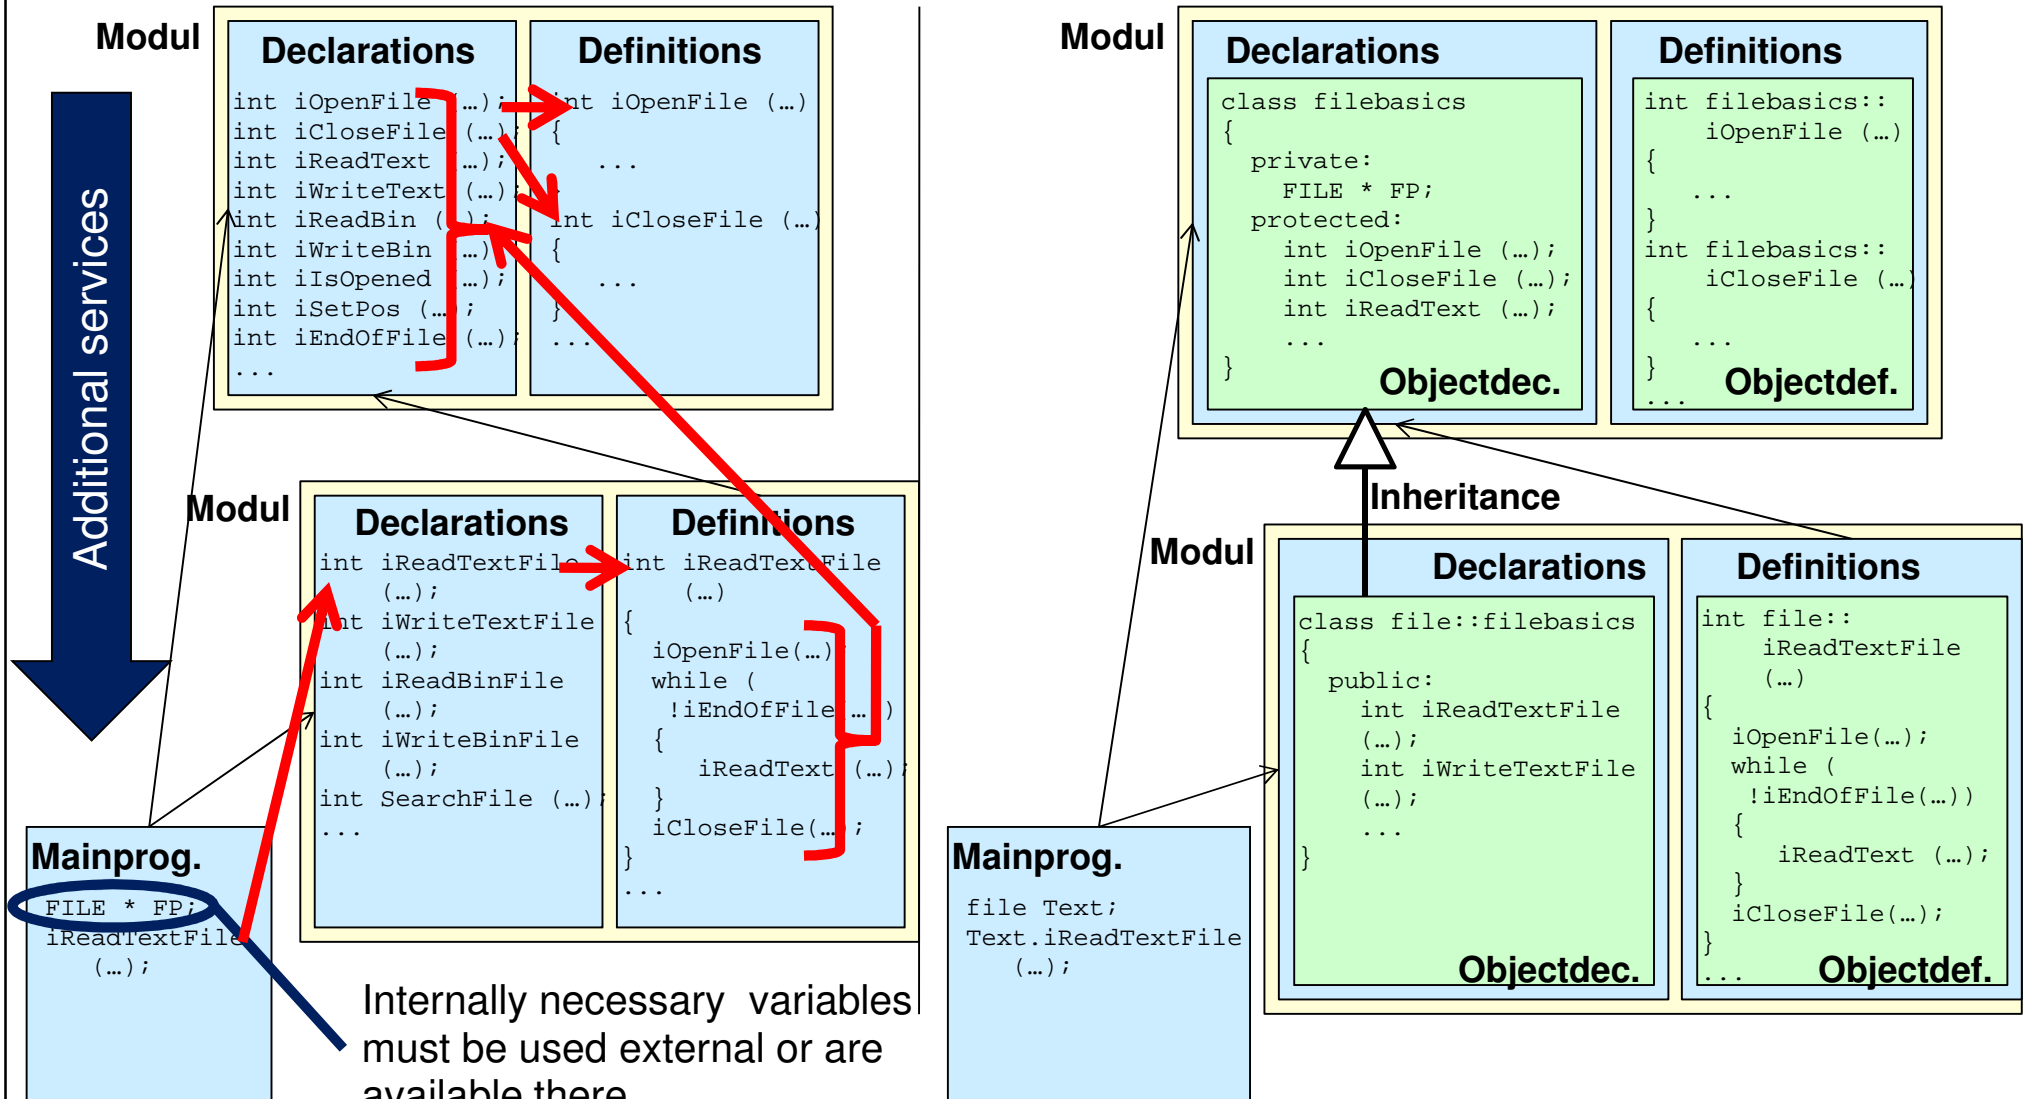 Additional services
Modul
Declarations
int iOpenFile (…);
int iCloseFile (…);
int iReadText (…);
int iWriteText (…);
int iReadBin (…);
int iWriteBin (…);
int iIsOpened (…);
int iSetPos (…);
int iEndOfFile (…);
...
Definitions
int iOpenFile (…)
{
...
}
int iCloseFile (…)
{
...
}
...
Modul
Declarations
int iReadTextFile
(…);
int iWriteTextFile
(…);
int iReadBinFile
(…);
int iWriteBinFile
(…);
int SearchFile (…);
...
Definitions
int iReadTextFile
(…)
{
iOpenFile(…);
while (
!iEndOfFile(…))
{
iReadText (…);
}
iCloseFile(…);
}
...
Mainprog.
FILE * FP;
iReadTextFile
(…);
Internally necessary variables
must be used external or are
available there
Modul
Declarations
class filebasics
{
private:
FILE * FP;
protected:
int iOpenFile (…);
int iCloseFile (…);
int iReadText (…);
...
}
Objectdec.
Definitions
int filebasics::
iOpenFile (…)
{
...
}
int filebasics::
iCloseFile (…)
{
...
}
...
Objectdef.
Inheritance
Modul
Declarations
class file::filebasics
{
public:
int iReadTextFile
(…);
int iWriteTextFile
(…);
...
}
Objectdec.
Definitions
int file::
iReadTextFile
(…)
{
iOpenFile(…);
while (
!iEndOfFile(…))
{
iReadText (…);
}
iCloseFile(…);
}
...
Objectdef.
Mainprog.
file Text;
Text.iReadTextFile
(…);